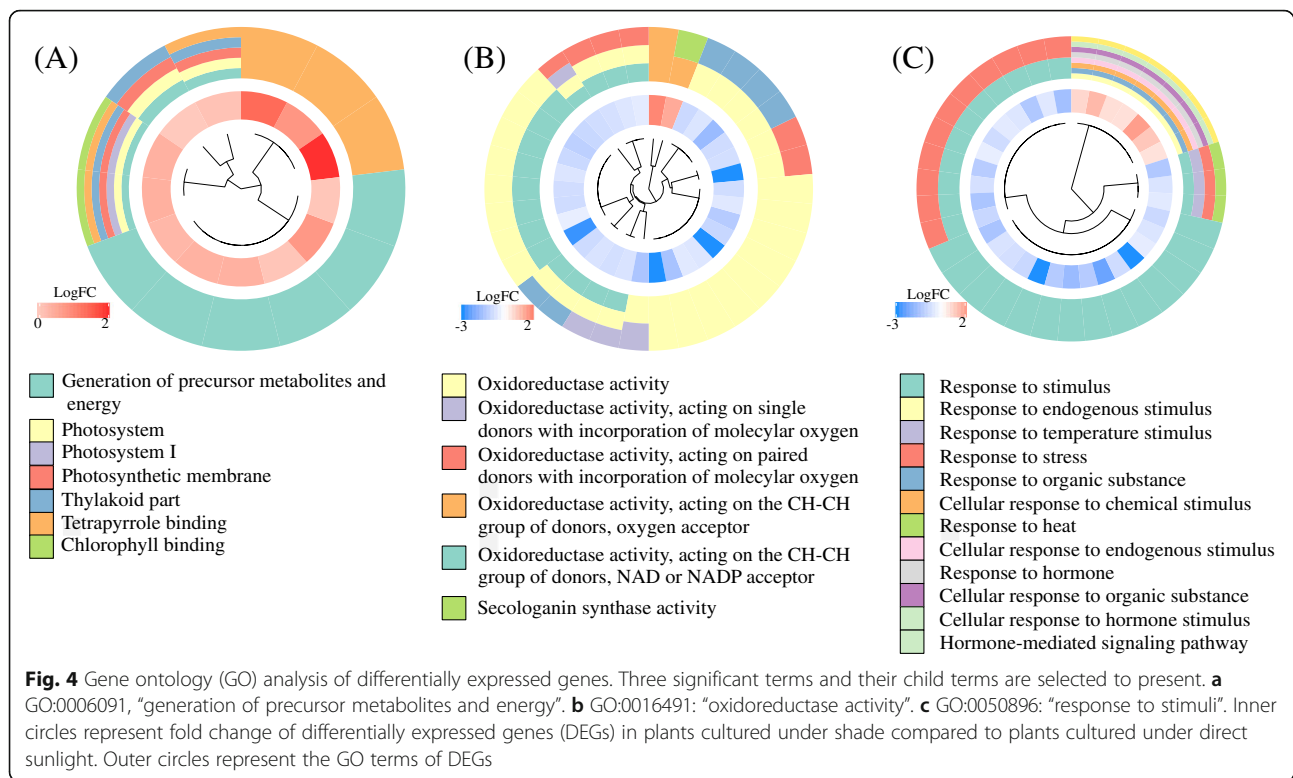 (A)
(B)
(C)
LogFC
0 2
LogFC
-3 2
LogFC
-3 2
Generation of precursor metabolites and
energy
Photosystem
Photosystem I
Photosynthetic membrane
Thylakoid part
Tetrapyrrole binding
Chlorophyll binding
Oxidoreductase activity
Oxidoreductase activity, acting on single
donors with incorporation of molecylar oxygen
Oxidoreductase activity, acting on paired
donors with incorporation of molecylar oxygen
Oxidoreductase activity, acting on the CH-CH
group of donors, oxygen acceptor
Oxidoreductase activity, acting on the CH-CH
group of donors, NAD or NADP acceptor
Secologanin synthase activity
Response to stimulus
Response to endogenous stimulus
Response to temperature stimulus
Response to stress
Response to organic substance
Cellular response to chemical stimulus
Response to heat
Cellular response to endogenous stimulus
Response to hormone
Cellular response to organic substance
Cellular response to hormone stimulus
Hormone-mediated signaling pathway
Fig. 4 Gene ontology (GO) analysis of differentially expressed genes. Three significant terms and their child terms are selected to present. a
GO:0006091, “generation of precursor metabolites and energy”. b GO:0016491: “oxidoreductase activity”. c GO:0050896: “response to stimuli”. Inner
circles represent fold change of differentially expressed genes (DEGs) in plants cultured under shade compared to plants cultured under direct
sunlight. Outer circles represent the GO terms of DEGs